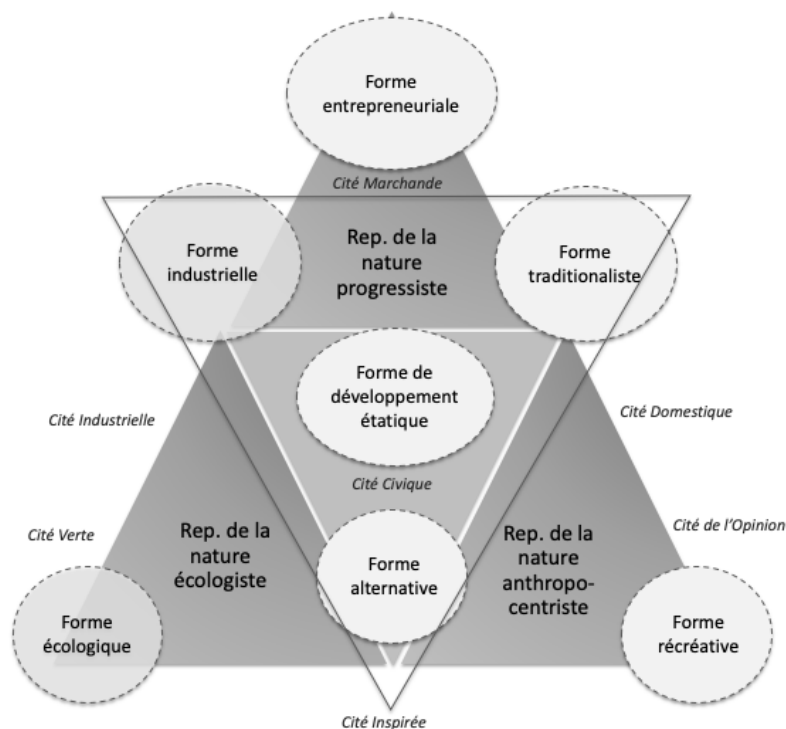 Forme
entrepreneuriale
Cité Marchande
Forme
industrielle
Rep. de la
nature
progressiste
Forme
traditionaliste
Forme de
développement
étatique
Cité Industrielle
Cité Domestique
Cité Civique
Cité Verte
Rep. de la
nature
écologiste
Forme
alternative
Rep. de la
nature
anthropo-
centriste
Cité de l'Opinion
Forme
écologique
Forme
récréative
Cité Inspirée